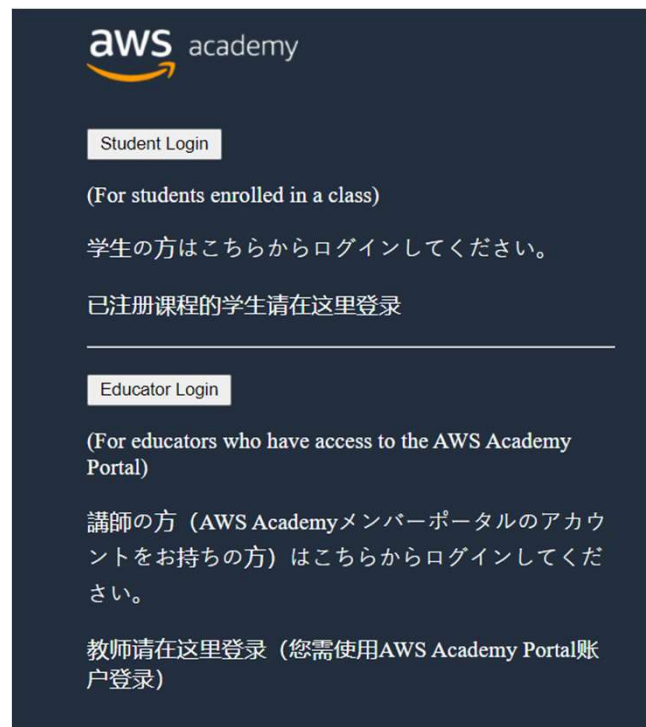 aws academy
Student Login
(For students enrolled in a class)
学生の方はこちらからログインしてください。
已注册课程的学生请在这里登录
Educator Login
(For educators who have access to the AWS Academy
Portal)
講師の方（AWS Academyメンバーポータルのアカウ
ントをお持ちの方）はこちらからログインしてくだ
さい。
教师请在这里登录（您需使用AWS Academy Portal账
户登录）